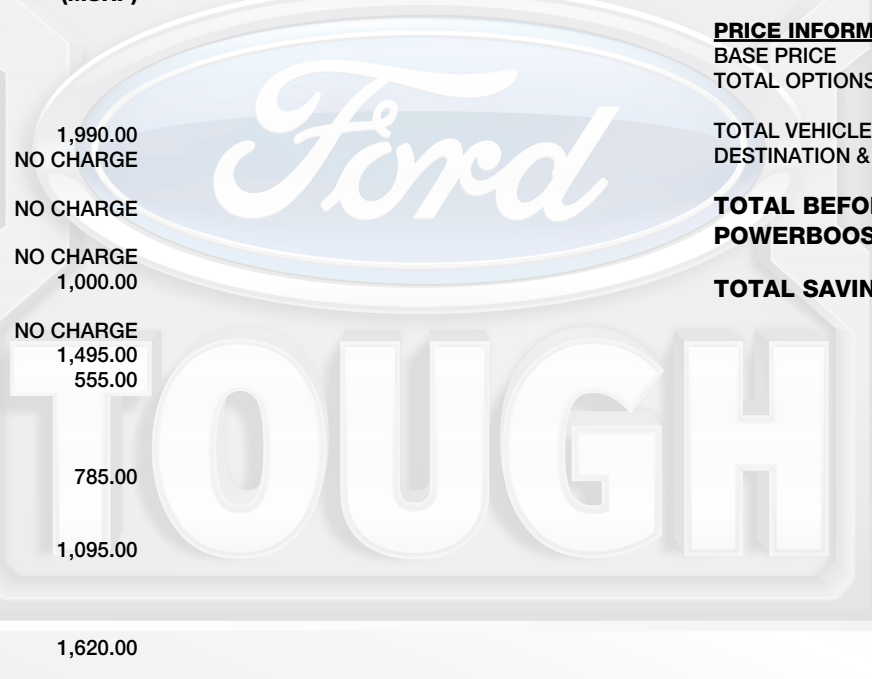 (MSRP)
1,990.00
NO CHARGE
NO CHARGE
NO CHARGE
1,000.00
NO CHARGE
1,495.00
555.00
785.00
1,095.00
1,620.00
Ford
TOUGH
PRICE INFORM
BASE PRICE
TOTAL OPTIONS
TOTAL VEHICLE
DESTINATION &
TOTAL BEFO
POWERBOOS
TOTAL SAVIN